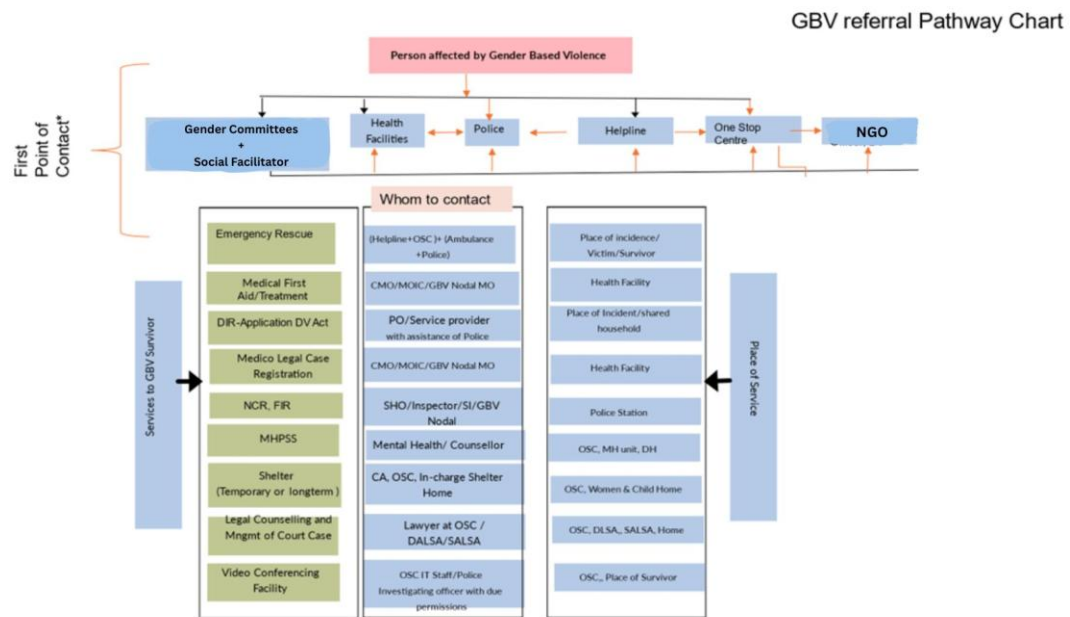 GBV referral Pathway Chart
Person affected by Gender Based Violence
First
Point of
Contact*
Gender Committees
+
Social Facilitator
Health
Facilities
Police
Helpline
One Stop
Centre
NGO
Whom to contact
Services to GBV Survivor
Emergency Rescue
(Helpline+OSC)+ (Ambulance
+Police)
Place of incidence/
Victim/Survivor
Medical First
Aid/Treatment
CMO/MOIC/GBV Nodal MO
Health Facility
DIR-Application DV Act
PO/Service provider
with assistance of Police
Place of Incident/shared
household
Medico Legal Case
Registration
CMO/MOIC/GBV Nodal MO
Health Facility
NCR, FIR
SHO/Inspector/SI/GBV
Nodal
Police Station
MHPSS
Mental Health/ Counsellor
OSC, MH unit, DH
Shelter
(Temporary or longterm )
CA, OSC, In-charge Shelter
Home
OSC, Women & Child Home
Legal Counselling and
Mngmt of Court Case
Lawyer at OSC /
DALSA/SALSA
OSC, DLSA,, SALSA, Home
Video Conferencing
Facility
OSC IT Staff/Police
Investigating officer with due
permissions
OSC,, Place of Survivor
Place of Service